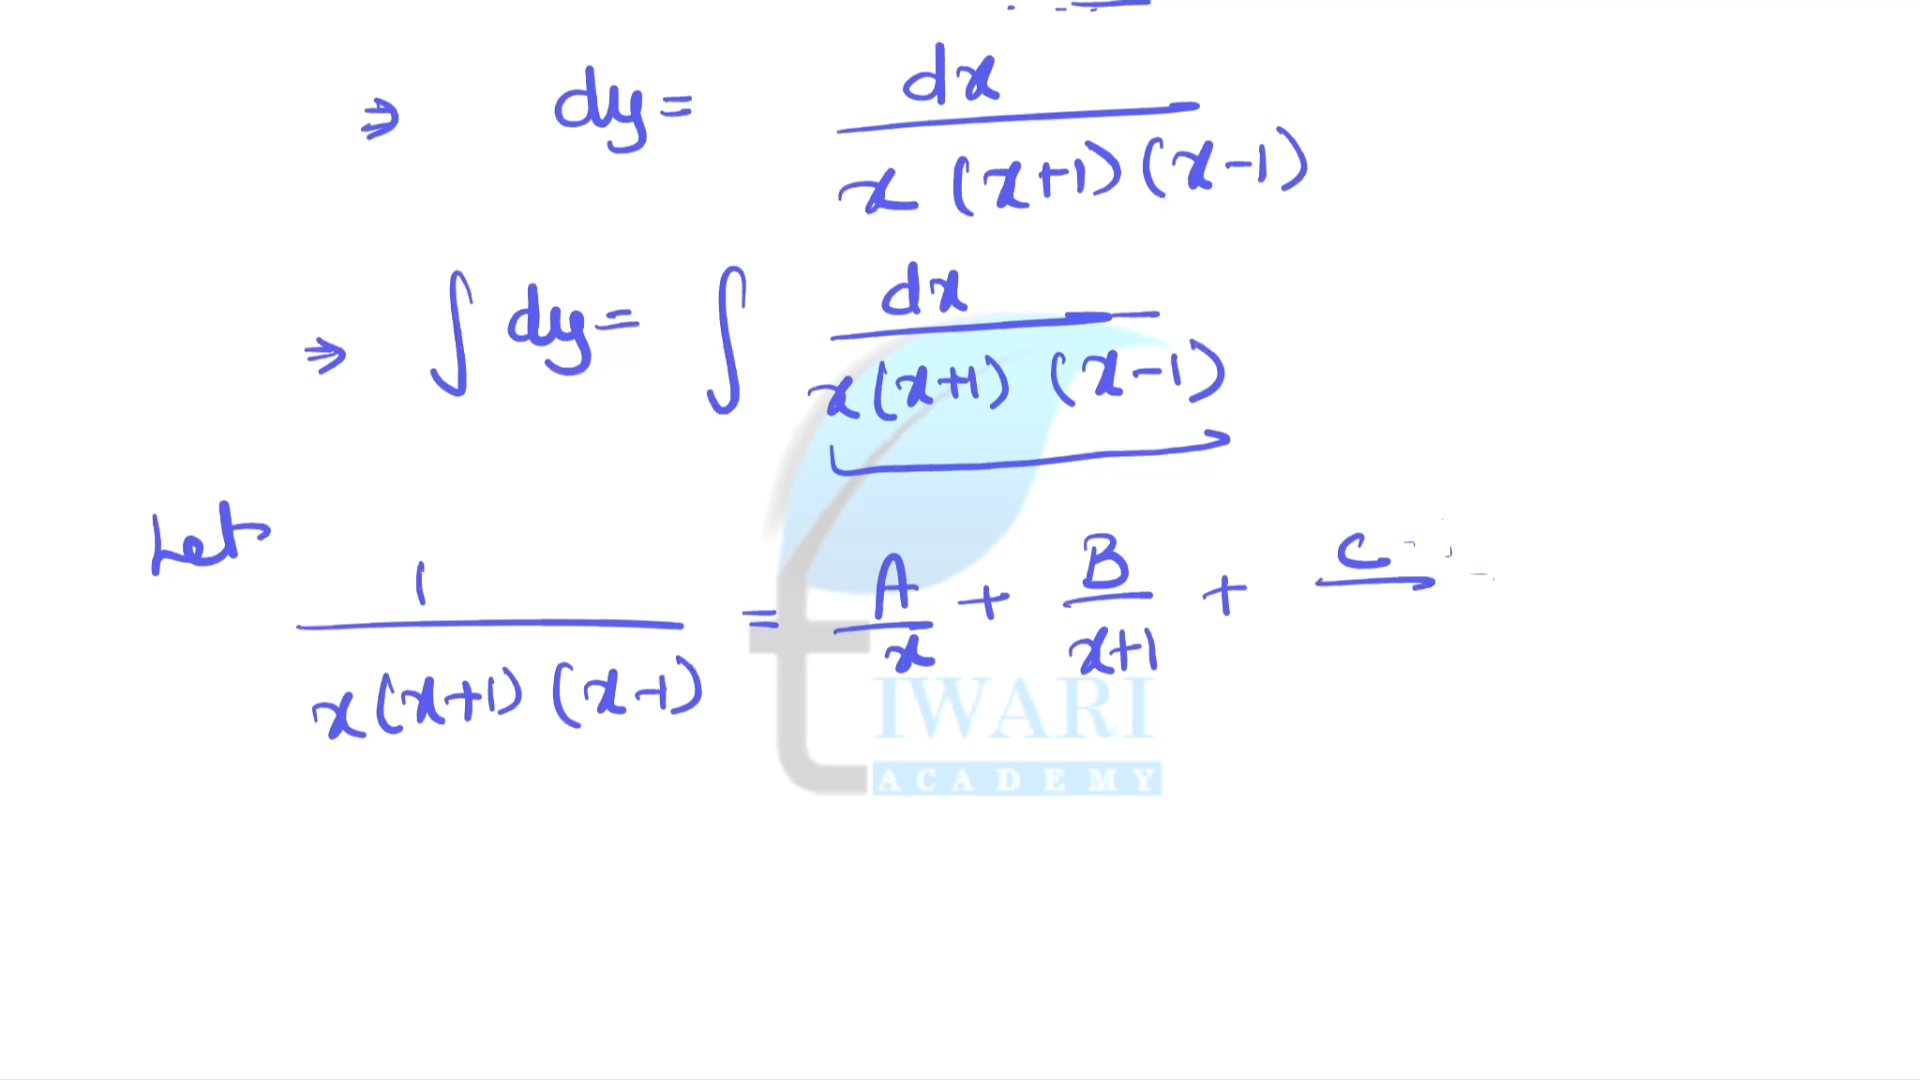 ⇒ dy = dx / x (x+1) (x-1)
⇒ ∫ dy = ∫ dx / x(x+1) (x-1)
Let 1 / x(x+1) (x-1) = A/x + B/x+1 + C/
tIWARI
ACADEMY